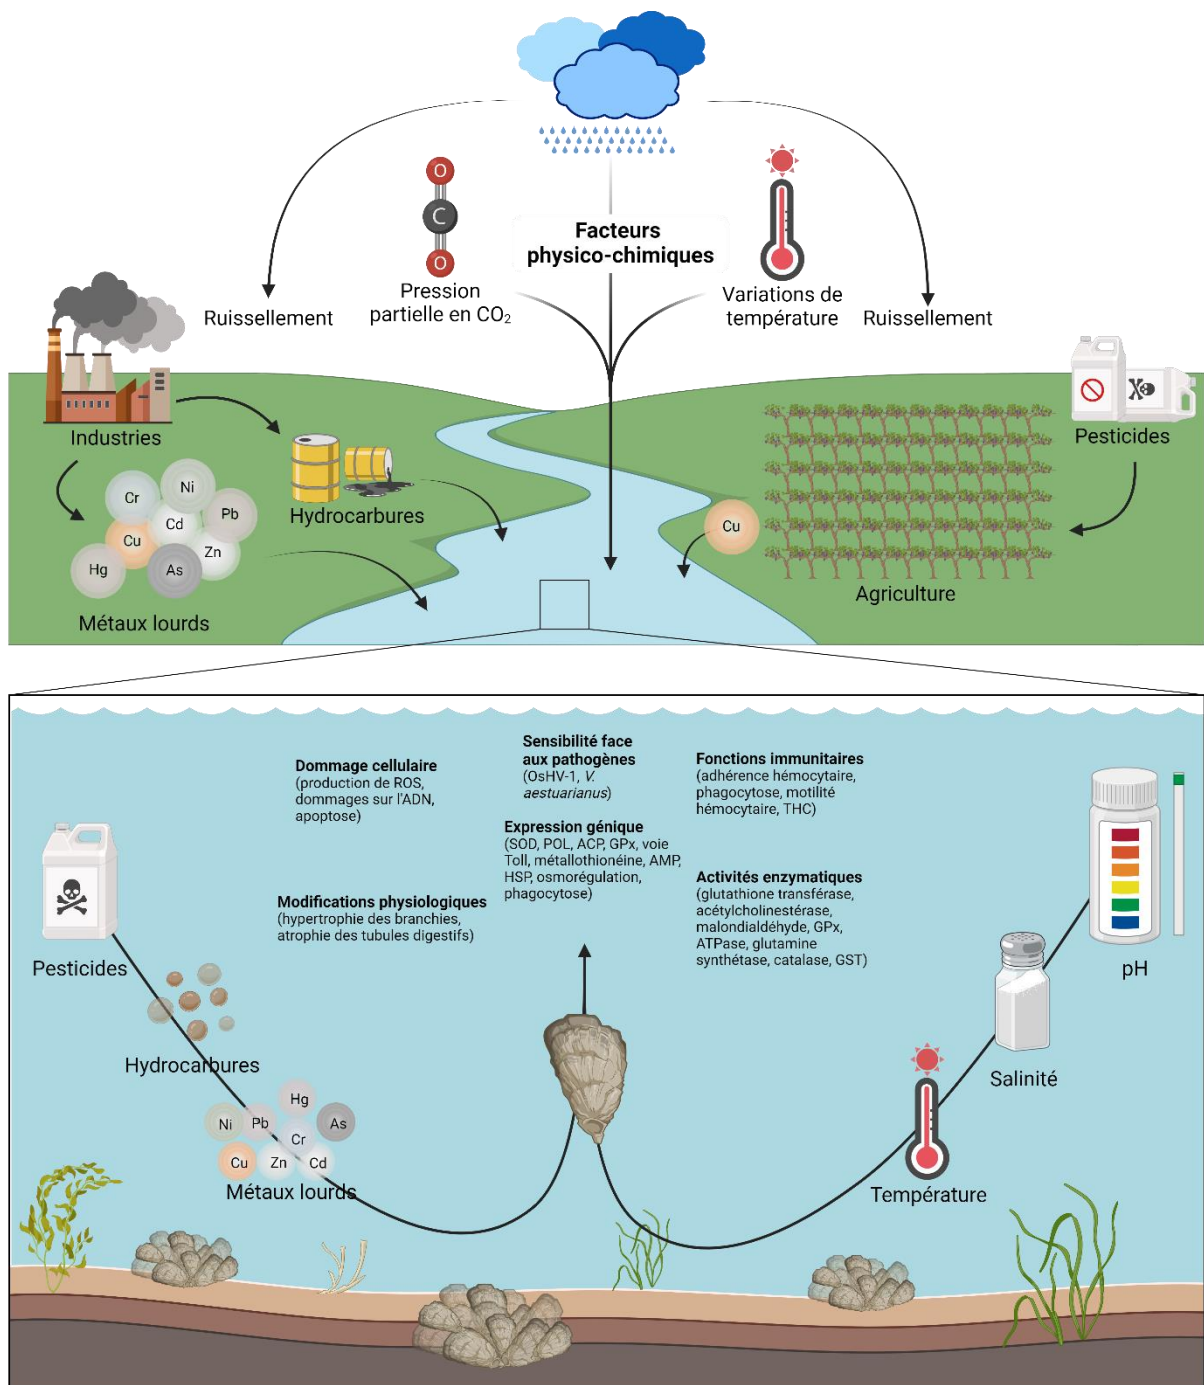 O
C
O
Facteurs
physico-chimiques
Pression
partielle en CO₂
Variations de
température
Ruissellement
Ruissellement
Industries
Hydrocarbures
Cr
Ni
Cd
Pb
Cu
Zn
Hg
As
Métaux lourds
Cu
Agriculture
Pesticides
Dommage cellulaire
(production de ROS,
dommages sur l'ADN,
apoptose)
Sensibilité face
aux pathogènes
(OsHV-1, V.
aestuarianus)
Fonctions immunitaires
(adhérence hémocytaire,
phagocytose, motilité
hémocytaire, THC)
Modifications physiologiques
(hypertrophie des branchies,
atrophie des tubules digestifs)
Expression génique
(SOD, POL, ACP, GPx, voie
Toll, métallothionéine, AMP,
HSP, osmorégulation,
phagocytose)
Activités enzymatiques
(glutathione transférase,
acétylcholinestérase,
malondialdéhyde, GPx,
ATPase, glutamine
synthétase, catalase, GST)
Pesticides
Hydrocarbures
Hg
Ni
Pb
As
Cr
Cu
Zn
Cd
Métaux lourds
Température
Salinité
pH